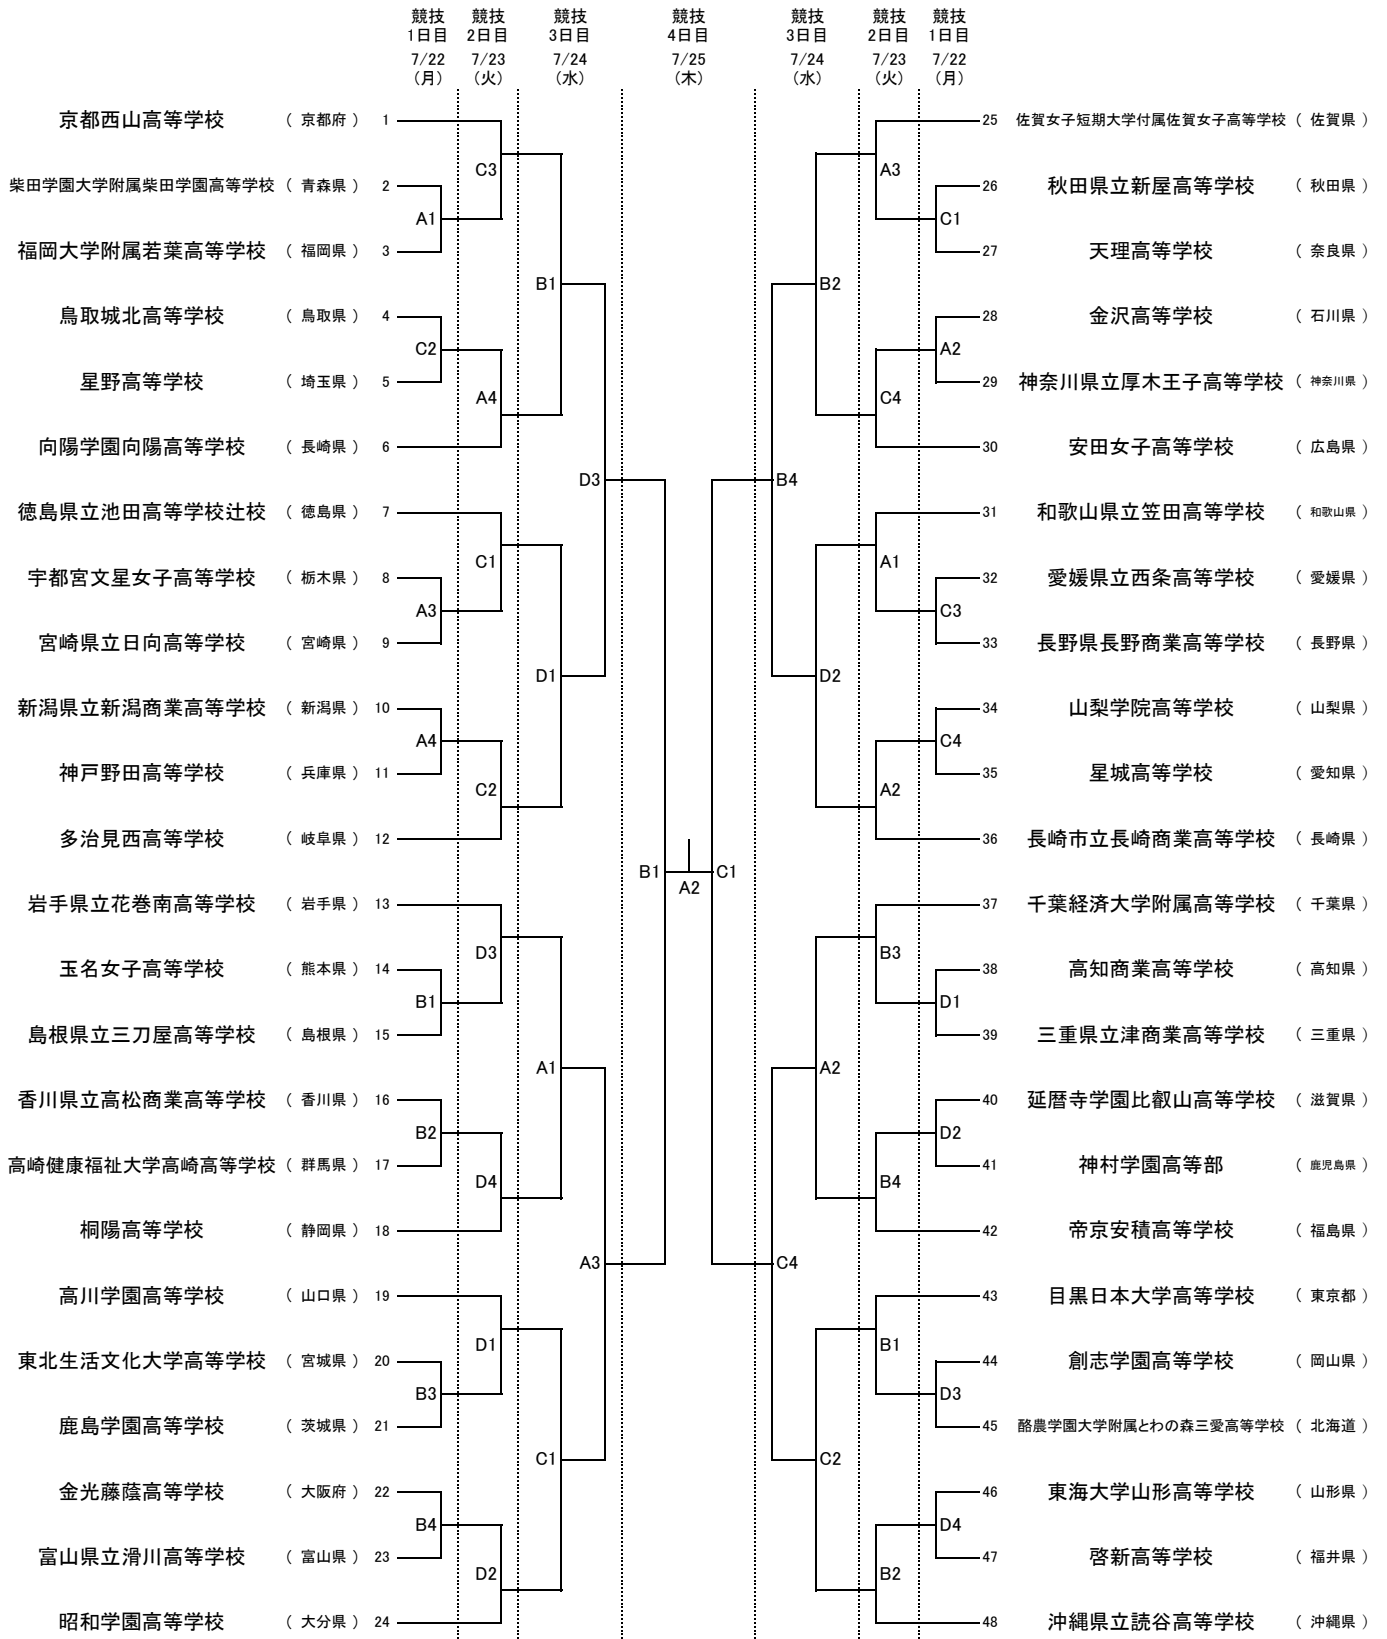 競技 競技 競技 競技 競技 競技 競技
1日目 2日目 3日目 4日目 3日目 2日目 1日目
7/22 7/23 7/24 7/25 7/24 7/23 7/22
（月） （火） （水） （木） （水） （火） （月）
京都西山高等学校 （ 京都府 ） 1 25 佐賀女子短期大学付属佐賀女子高等学校 （ 佐賀県 ）
C3 A3
柴田学園大学附属柴田学園高等学校 （ 青森県 ） 2 26 秋田県立新屋高等学校 （ 秋田県 ）
A1 C1
福岡大学附属若葉高等学校 （ 福岡県 ） 3 27 天理高等学校 （ 奈良県 ）
B1 B2
鳥取城北高等学校 （ 鳥取県 ） 4 28 金沢高等学校 （ 石川県 ）
C2 A2
星野高等学校 （ 埼玉県 ） 5 29 神奈川県立厚木王子高等学校 （ 神奈川県 ）
A4 C4
向陽学園向陽高等学校 （ 長崎県 ） 6 30 安田女子高等学校 （ 広島県 ）
D3 B4
徳島県立池田高等学校辻校 （ 徳島県 ） 7 31 和歌山県立笠田高等学校 （ 和歌山県 ）
C1 A1
宇都宮文星女子高等学校 （ 栃木県 ） 8 32 愛媛県立西条高等学校 （ 愛媛県 ）
A3 C3
宮崎県立日向高等学校 （ 宮崎県 ） 9 33 長野県長野商業高等学校 （ 長野県 ）
D1 D2
新潟県立新潟商業高等学校 （ 新潟県 ） 10 34 山梨学院高等学校 （ 山梨県 ）
A4 C4
神戸野田高等学校 （ 兵庫県 ） 11 35 星城高等学校 （ 愛知県 ）
C2 A2
多治見西高等学校 （ 岐阜県 ） 12 36 長崎市立長崎商業高等学校 （ 長崎県 ）
B1 A2 C1
岩手県立花巻南高等学校 （ 岩手県 ） 13 37 千葉経済大学附属高等学校 （ 千葉県 ）
D3 B3
玉名女子高等学校 （ 熊本県 ） 14 38 高知商業高等学校 （ 高知県 ）
B1 D1
島根県立三刀屋高等学校 （ 島根県 ） 15 39 三重県立津商業高等学校 （ 三重県 ）
A1 A2
香川県立高松商業高等学校 （ 香川県 ） 16 40 延暦寺学園比叡山高等学校 （ 滋賀県 ）
B2 D2
高崎健康福祉大学高崎高等学校 （ 群馬県 ） 17 41 神村学園高等部 （ 鹿児島県 ）
D4 B4
桐陽高等学校 （ 静岡県 ） 18 42 帝京安積高等学校 （ 福島県 ）
A3 C4
高川学園高等学校 （ 山口県 ） 19 43 目黒日本大学高等学校 （ 東京都 ）
D1 B1
東北生活文化大学高等学校 （ 宮城県 ） 20 44 創志学園高等学校 （ 岡山県 ）
B3 D3
鹿島学園高等学校 （ 茨城県 ） 21 45 酪農学園大学附属とわの森三愛高等学校 （ 北海道 ）
C1 C2
金光藤蔭高等学校 （ 大阪府 ） 22 46 東海大学山形高等学校 （ 山形県 ）
B4 D4
富山県立滑川高等学校 （ 富山県 ） 23 47 啓新高等学校 （ 福井県 ）
D2 B2
昭和学園高等学校 （ 大分県 ） 24 48 沖縄県立読谷高等学校 （ 沖縄県 ）